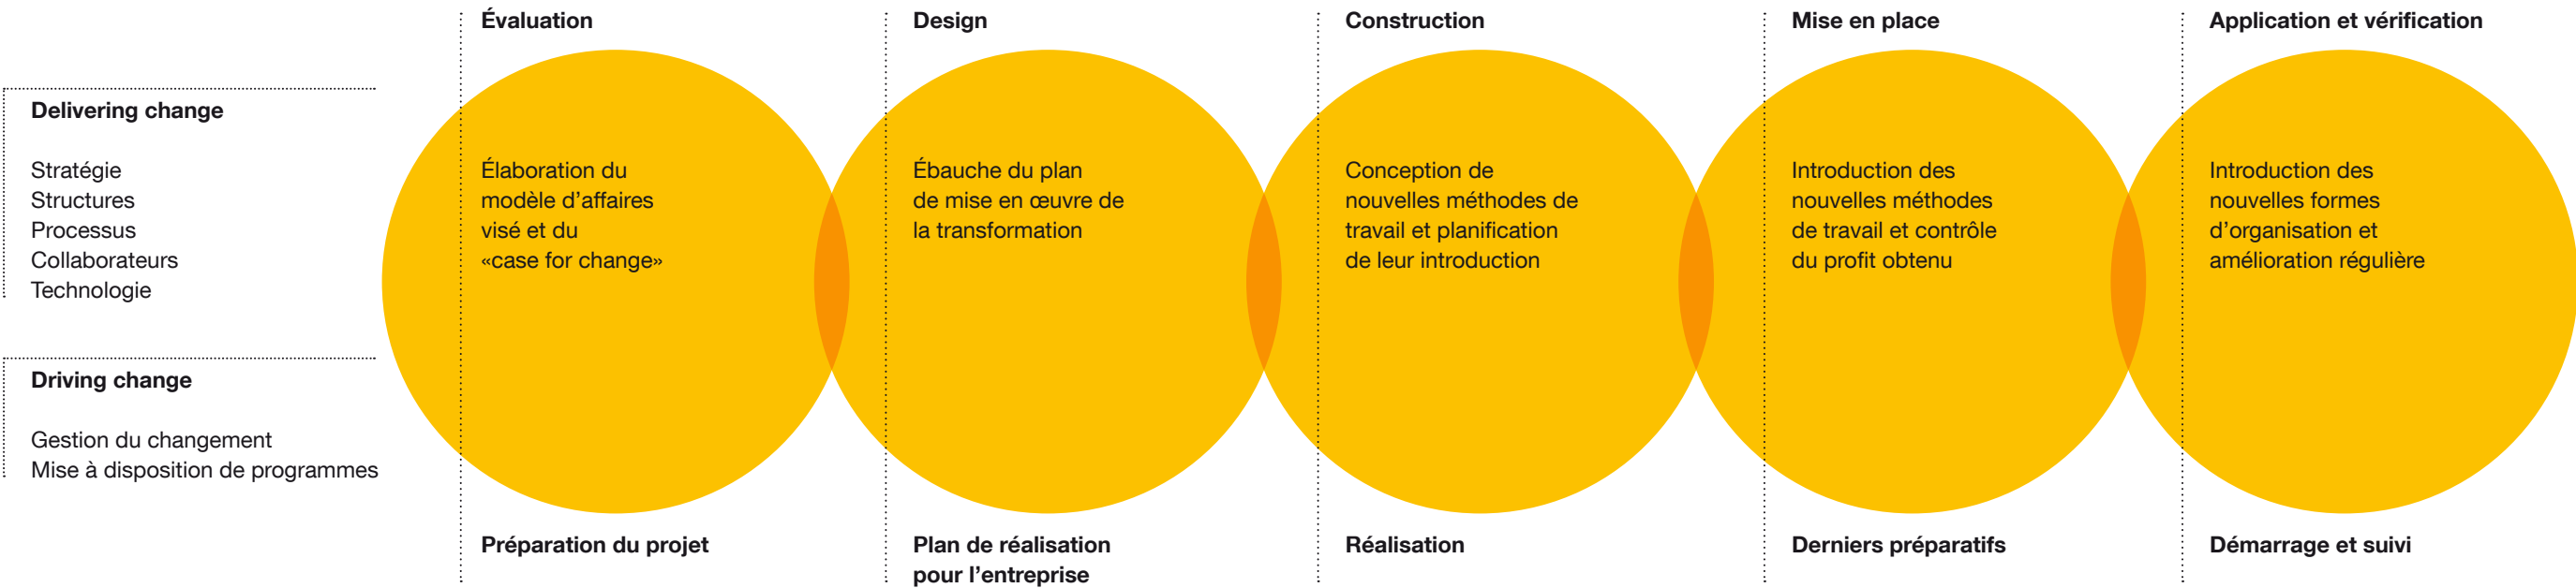 Évaluation
Design
Construction
Mise en place
Application et vérification
Delivering change
Stratégie
Structures
Processus
Collaborateurs
Technologie
Driving change
Gestion du changement
Mise à disposition de programmes
Élaboration du
modèle d’affaires
visé et du
«case for change»
Ébauche du plan
de mise en œuvre de
la transformation
Conception de
nouvelles méthodes de
travail et planification
de leur introduction
Introduction des
nouvelles méthodes
de travail et contrôle
du profit obtenu
Introduction des
nouvelles formes
d’organisation et
amélioration régulière
Préparation du projet
Plan de réalisation
pour l’entreprise
Réalisation
Derniers préparatifs
Démarrage et suivi